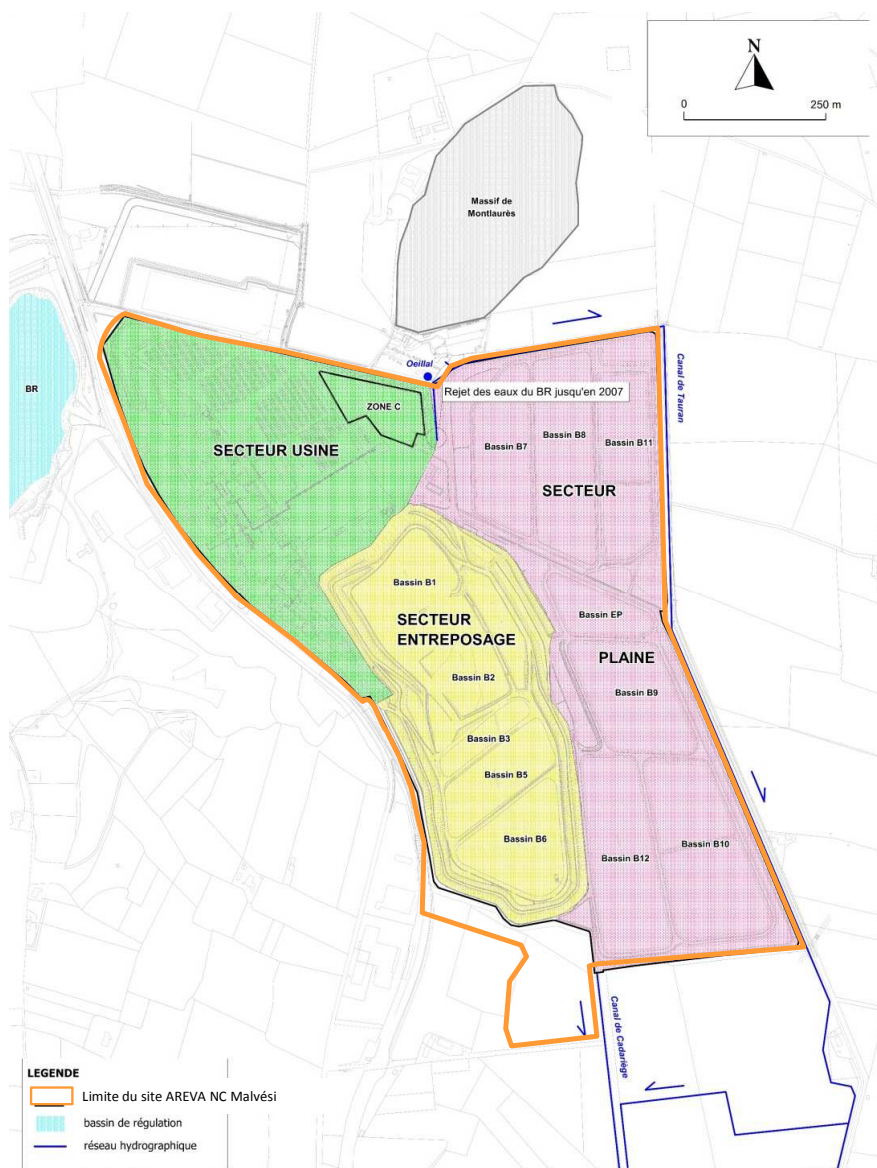 N
0 250 m
Massif de
Montlaurès
Oeillal
Rejet des eaux du BR jusqu'en 2007
Canal de Tauran
BR
ZONE C
SECTEUR USINE
Bassin B7
Bassin B8
Bassin B11
SECTEUR
Bassin B1
SECTEUR
ENTREPOSAGE
Bassin EP
PLAINE
Bassin B2
Bassin B9
Bassin B3
Bassin B5
Bassin B6
Bassin B12
Bassin B10
Canal de Cadariège
LEGENDE
Limite du site AREVA NC Malvési
bassin de régulation
réseau hydrographique